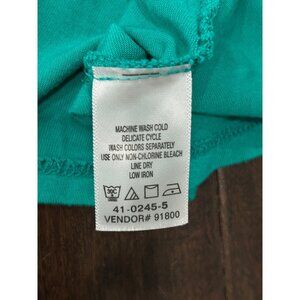 MACHINE WASH COLD
DELICATE CYCLE
WASH COLORS SEPARATELY
USE ONLY NON-CHLORINE BLEACH
LINE DRY
LOW IRON
41-0245-5
VENDOR# 91800